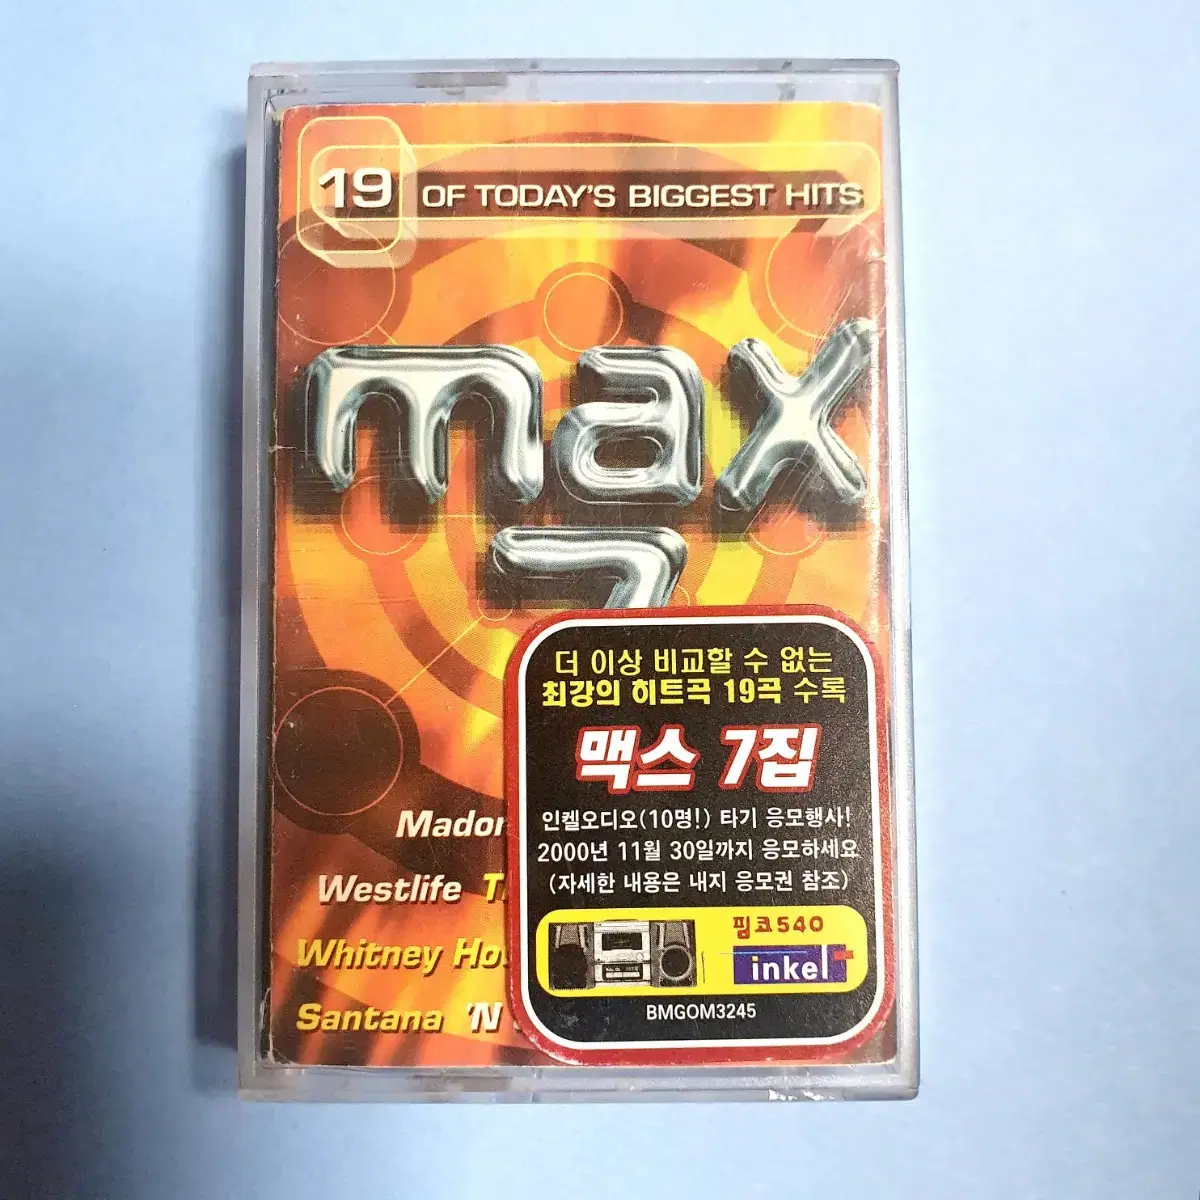 19 OF TODAY'S BIGGEST HITS
max
7
더 이상 비교할 수 없는
최강의 히트곡 19곡 수록
맥스 7집
인켈오디오(10명!) 타기 응모행사!
2000년 11월 30일까지 응모하세요
(자세한 내용은 내지 응모권 참조)
핌코540
inkel
BMGOM3245
Westlife
Whitney
Santana 'N